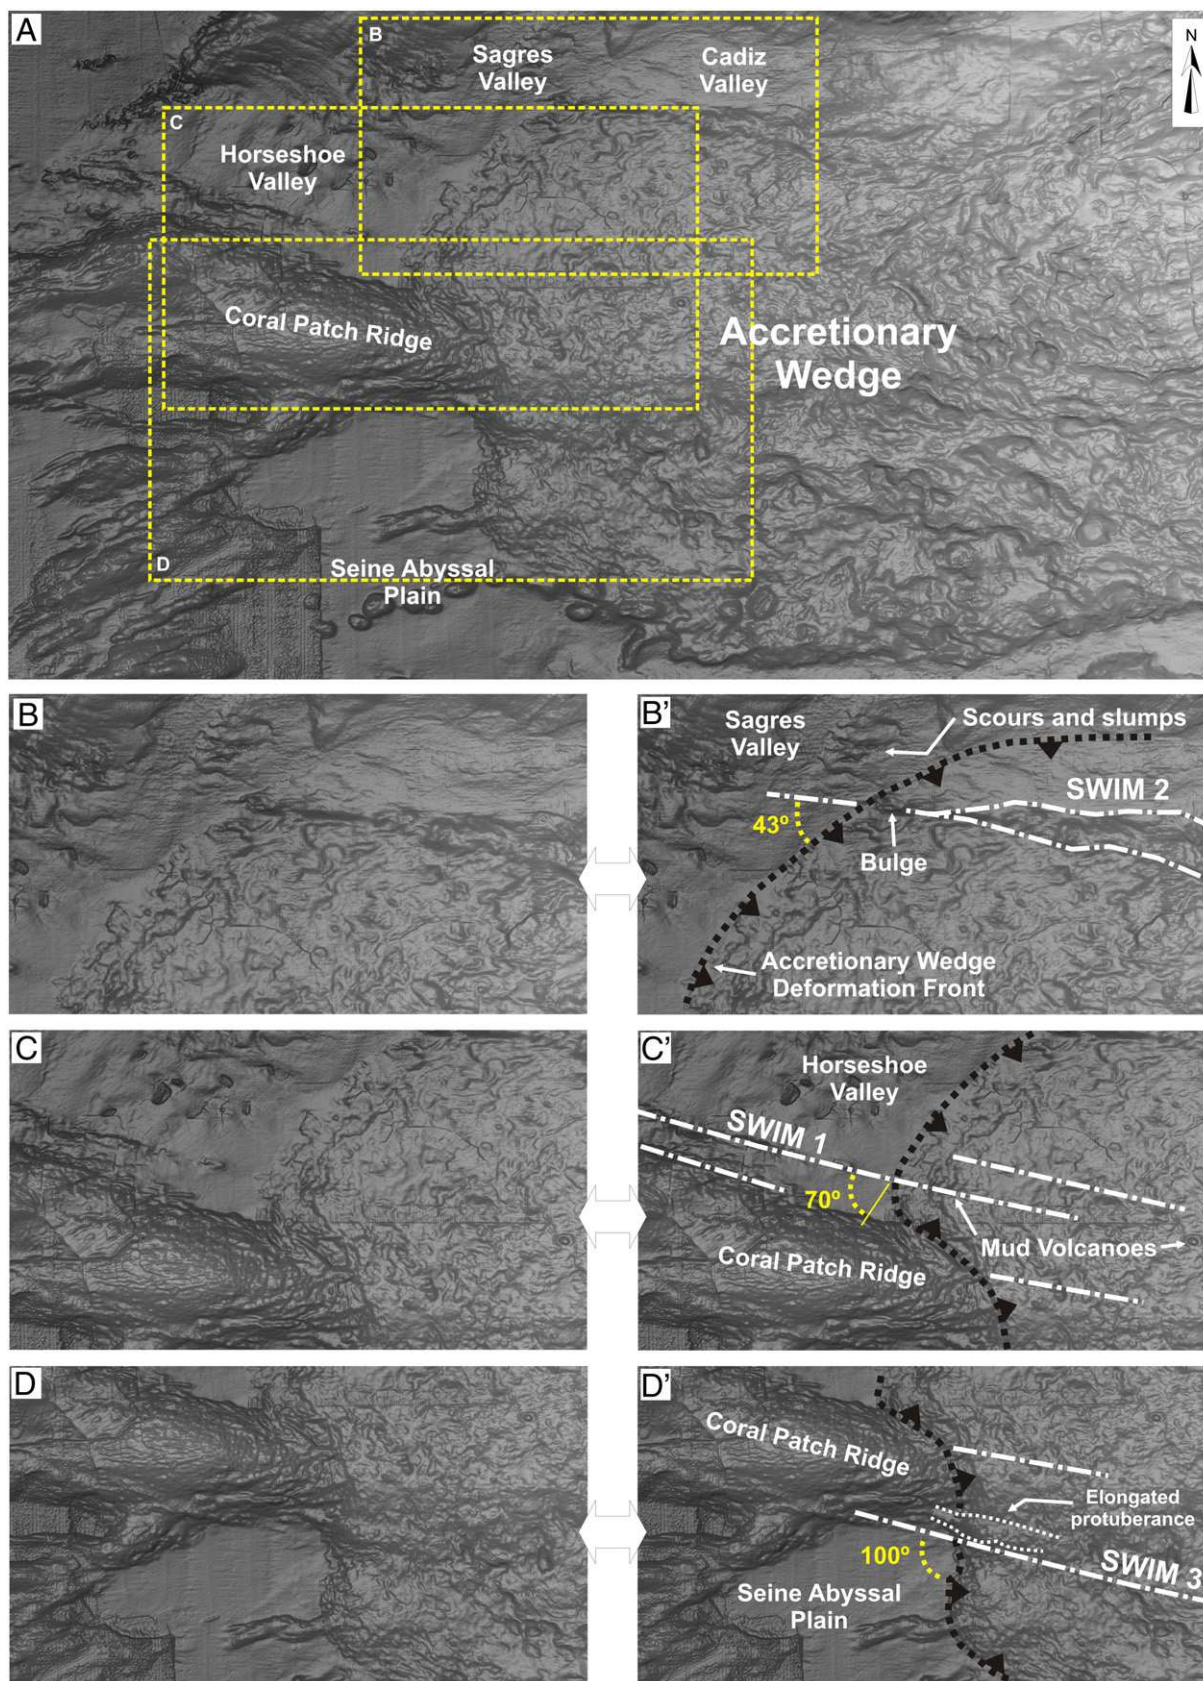 A
B
Sagres
Valley
Cadiz
Valley
N
C
Horseshoe
Valley
Coral Patch Ridge
Accretionary
Wedge
D
Seine Abyssal
Plain
B
B'
Sagres
Valley
Scours and slumps
SWIM 2
43º
Bulge
Accretionary Wedge
Deformation Front
C
C'
Horseshoe
Valley
SWIM 1
70º
Mud Volcanoes
Coral Patch Ridge
D
D'
Coral Patch Ridge
Elongated
protuberance
100º
SWIM 3
Seine Abyssal
Plain